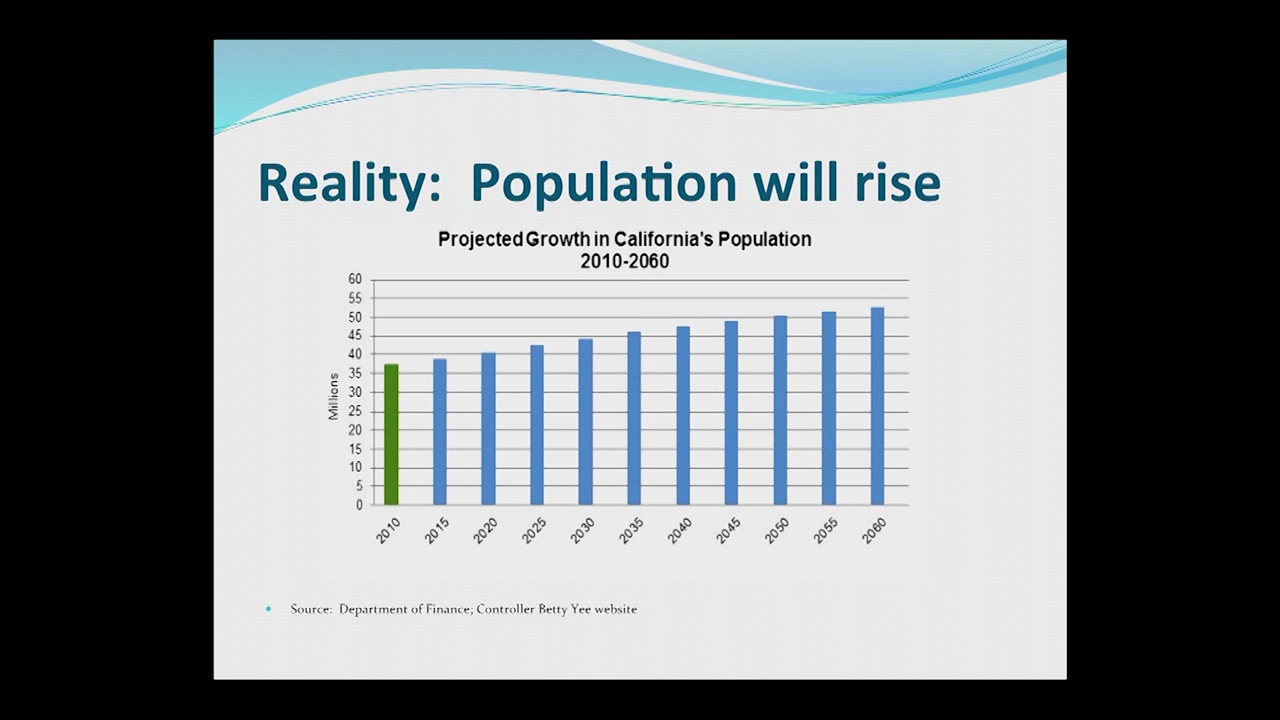 Reality: Population will rise
Projected Growth in California's Population
2010-2060
60
55
50
45
40
35
30
25
20
15
10
5
0
Millions
2010 2015 2020 2025 2030 2035 2040 2045 2050 2055 2060
• Source: Department of Finance; Controller Betty Yee website